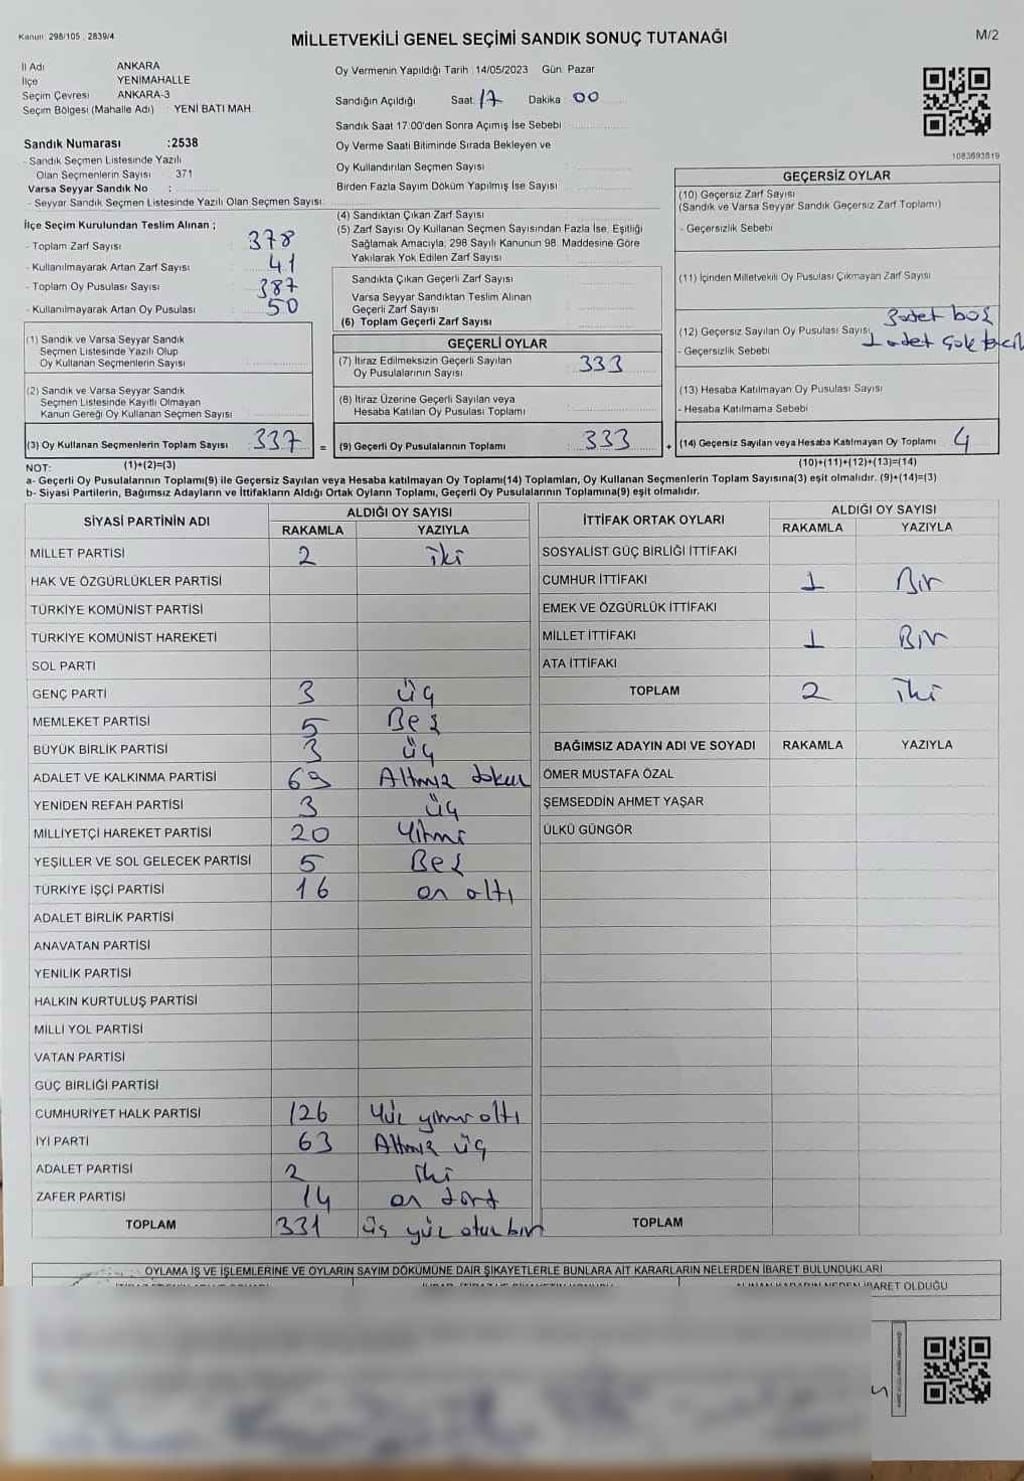 Kanun: 298/105 2839/4
MİLLETVEKİLİ GENEL SEÇİMİ SANDIK SONUÇ TUTANAĞI
M/2
İl Adı ANKARA
İlçe YENİMAHALLE
Seçim Çevresi ANKARA-3
Seçim Bölgesi (Mahalle Adı) YENİ BATI MAH.
Sandık Numarası :2538
- Sandık Seçmen Listesinde Yazılı
Olan Seçmenlerin Sayısı 371
Varsa Seyyar Sandık No :
- Seyyar Sandık Seçmen Listesinde Yazılı Olan Seçmen Sayısı
İlçe Seçim Kurulundan Teslim Alınan ;
- Toplam Zarf Sayısı 378
- Kullanılmayarak Artan Zarf Sayısı 41
- Toplam Oy Pusulası Sayısı 387
- Kullanılmayarak Artan Oy Pusulası 50
(1) Sandık ve Varsa Seyyar Sandık
Seçmen Listesinde Yazılı Olup
Oy Kullanan Seçmenlerin Sayısı
(2) Sandık ve Varsa Seyyar Sandık
Seçmen Listesinde Kayıtlı Olmayan
Kanun Gereği Oy Kullanan Seçmen Sayısı
(3) Oy Kullanan Seçmenlerin Toplam Sayısı 337 =
Oy Vermenin Yapıldığı Tarih : 14/05/2023 Gün: Pazar
Sandığın Açıldığı Saat: 17 Dakika 00
Sandık Saat 17:00'den Sonra Açımış İse Sebebi
Oy Verme Saati Bitiminde Sırada Bekleyen ve
Oy Kullandırılan Seçmen Sayısı
Birden Fazla Sayım Döküm Yapılmış İse Sayısı
(4) Sandıktan Çıkan Zarf Sayısı
(5) Zarf Sayısı Oy Kullanan Seçmen Sayısından Fazla İse, Eşitliği
Sağlamak Amacıyla, 298 Sayılı Kanunun 98. Maddesine Göre
Yakılarak Yok Edilen Zarf Sayısı
Sandıkta Çıkan Geçerli Zarf Sayısı
Varsa Seyyar Sandıktan Teslim Alınan
Geçerli Zarf Sayısı
(6) Toplam Geçerli Zarf Sayısı
GEÇERLİ OYLAR
(7) İtiraz Edilmeksizin Geçerli Sayılan
Oy Pusulalarının Sayısı 333
(8) İtiraz Üzerine Geçerli Sayılan veya
Hesaba Katılan Oy Pusulası Toplamı
(9) Geçerli Oy Pusulalarının Toplamı 333 +
1083693819
GEÇERSİZ OYLAR
(10) Geçersiz Zarf Sayısı
(Sandık ve Varsa Seyyar Sandık Geçersiz Zarf Toplamı)
- Geçersizlik Sebebi
(11) İçinden Milletvekili Oy Pusulası Çıkmayan Zarf Sayısı
3 adet boş
(12) Geçersiz Sayılan Oy Pusulası Sayısı 1 adet çok tercih
- Geçersizlik Sebebi
(13) Hesaba Katılmayan Oy Pusulası Sayısı
- Hesaba Katılmama Sebebi
(14) Geçersiz Sayılan veya Hesaba Katılmayan Oy Toplamı 4
NOT: (1)+(2)=(3) (10)+(11)+(12)+(13)=(14)
a- Geçerli Oy Pusulalarının Toplamı(9) ile Geçersiz Sayılan veya Hesaba katılmayan Oy Toplamı(14) Toplamları, Oy Kullanan Seçmenlerin Toplam Sayısına(3) eşit olmalıdır. (9)+(14)=(3)
b- Siyasi Partilerin, Bağımsız Adayların ve İttifakların Aldığı Ortak Oyların Toplamı, Geçerli Oy Pusulalarının Toplamına(9) eşit olmalıdır.
SİYASİ PARTİNİN ADI ALDIĞI OY SAYISI
RAKAMLA YAZIYLA
MİLLET PARTİSİ 2 iki
HAK VE ÖZGÜRLÜKLER PARTİSİ
TÜRKİYE KOMÜNİST PARTİSİ
TÜRKİYE KOMÜNİST HAREKETİ
SOL PARTİ
GENÇ PARTİ 3 üç
MEMLEKET PARTİSİ 5 Beş
BÜYÜK BİRLİK PARTİSİ 3 üç
ADALET VE KALKINMA PARTİSİ 69 Altmış dokuz
YENİDEN REFAH PARTİSİ 3 üç
MİLLİYETÇİ HAREKET PARTİSİ 20 Yirmi
YEŞİLLER VE SOL GELECEK PARTİSİ 5 Beş
TÜRKİYE İŞÇİ PARTİSİ 16 on altı
ADALET BİRLİK PARTİSİ
ANAVATAN PARTİSİ
YENİLİK PARTİSİ
HALKIN KURTULUŞ PARTİSİ
MİLLİ YOL PARTİSİ
VATAN PARTİSİ
GÜÇ BİRLİĞİ PARTİSİ
CUMHURİYET HALK PARTİSİ 126 Yüz yirmi altı
İYİ PARTİ 63 Altmış üç
ADALET PARTİSİ 2 iki
ZAFER PARTİSİ 14 on dört
TOPLAM 331 üç yüz otuz bir
İTTİFAK ORTAK OYLARI ALDIĞI OY SAYISI
RAKAMLA YAZIYLA
SOSYALİST GÜÇ BİRLİĞİ İTTİFAKI
CUMHUR İTTİFAKI 1 Bir
EMEK VE ÖZGÜRLÜK İTTİFAKI
MİLLET İTTİFAKI 1 Bir
ATA İTTİFAKI
TOPLAM 2 iki
BAĞIMSIZ ADAYIN ADI VE SOYADI RAKAMLA YAZIYLA
ÖMER MUSTAFA ÖZAL
ŞEMSEDDİN AHMET YAŞAR
ÜLKÜ GÜNGÖR
TOPLAM
OYLAMA İŞ VE İŞLEMLERİNE VE OYLARIN SAYIM DÖKÜMÜNE DAİR ŞİKAYETLERLE BUNLARA AİT KARARLARIN NELERDEN İBARET BULUNDUKLARI
İBARET OLDUĞU